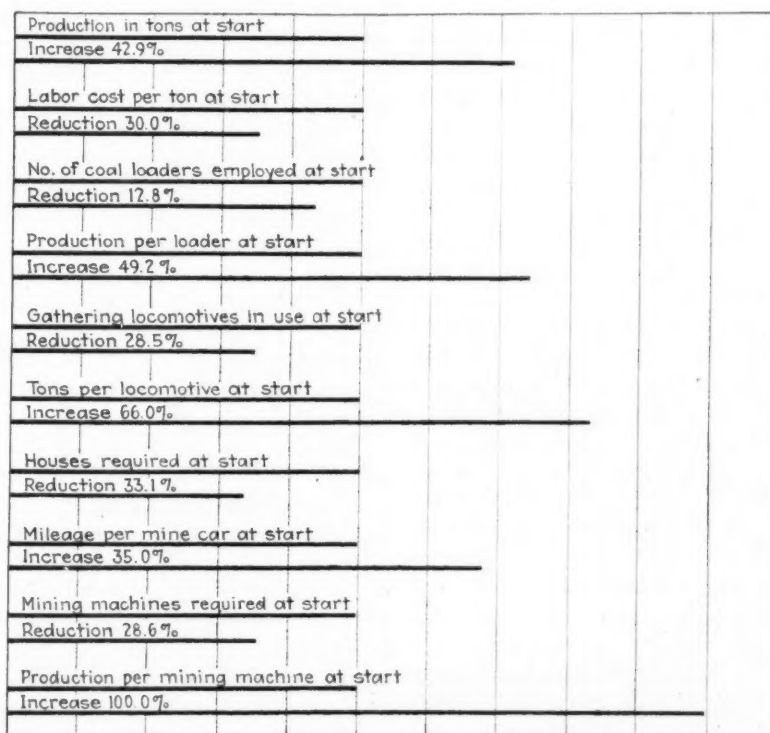 Production in tons at start
Increase 42.9%
Labor cost per ton at start
Reduction 30.0%
No. of coal loaders employed at start
Reduction 12.8%
Production per loader at start
Increase 49.2%
Gathering locomotives in use at start
Reduction 28.5%
Tons per locomotive at start
Increase 66.0%
Houses required at start
Reduction 33.1%
Mileage per mine car at start
Increase 35.0%
Mining machines required at start
Reduction 28.6%
Production per mining machine at start
Increase 100.0%